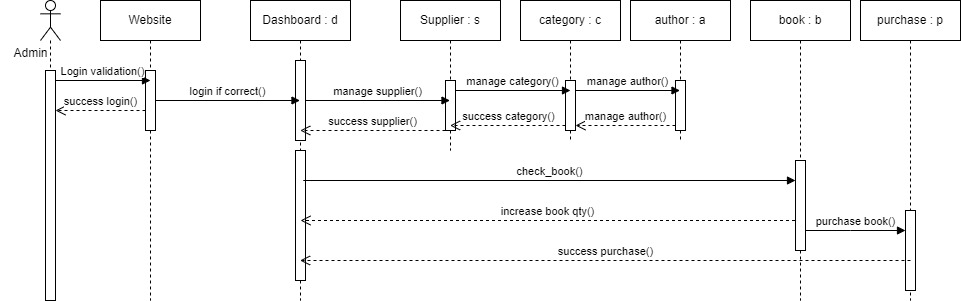 Admin
Website
Dashboard : d
Supplier : s
category : c
author : a
book : b
purchase : p
Login validation()
success login()
login if correct()
manage supplier()
success supplier()
manage category()
success category()
manage author()
manage author()
check_book()
increase book qty()
purchase book()
success purchase()